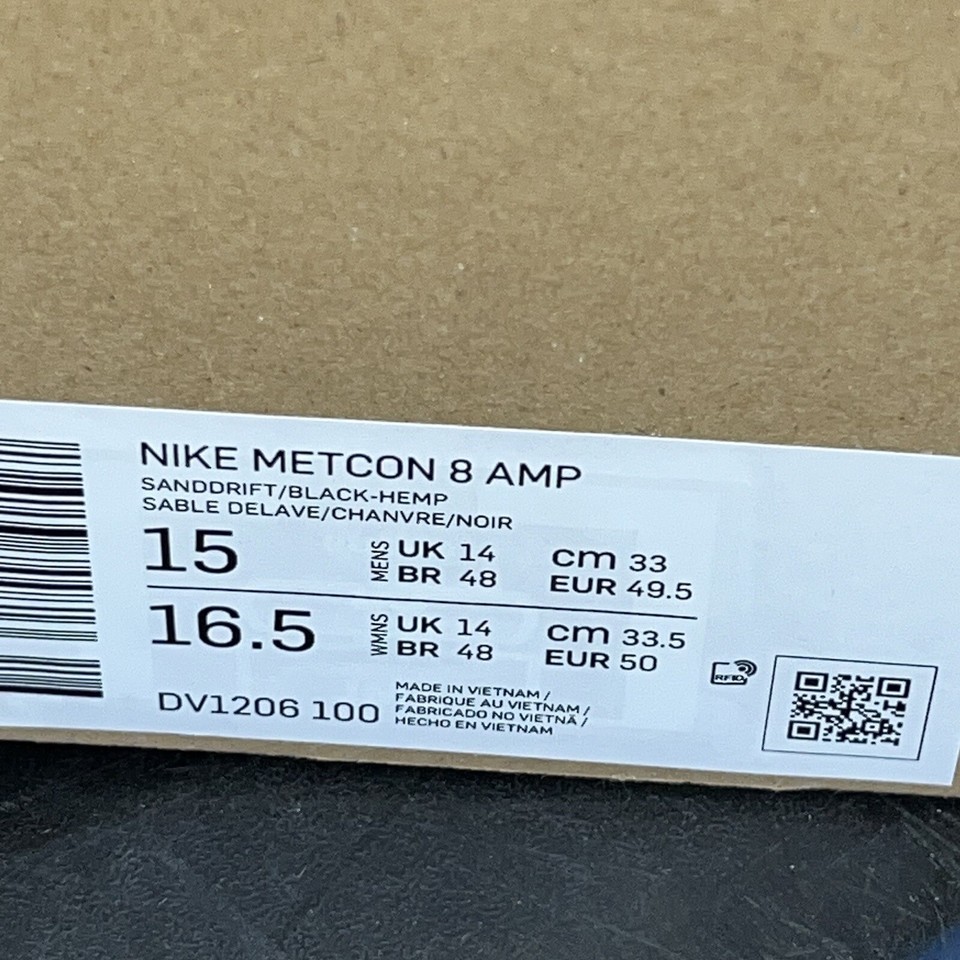 NIKE METCON 8 AMP
SANDDRIFT/BLACK-HEMP
SABLE DELAVE/CHANVRE/NOIR
15 MENS UK 14 cm 33
BR 48 EUR 49.5
16.5 WMNS UK 14 cm 33.5
BR 48 EUR 50
RFID
DV1206 100
MADE IN VIETNAM /
FABRIQUE AU VIETNAM /
FABRICADO NO VIETNÃ /
HECHO EN VIETNAM